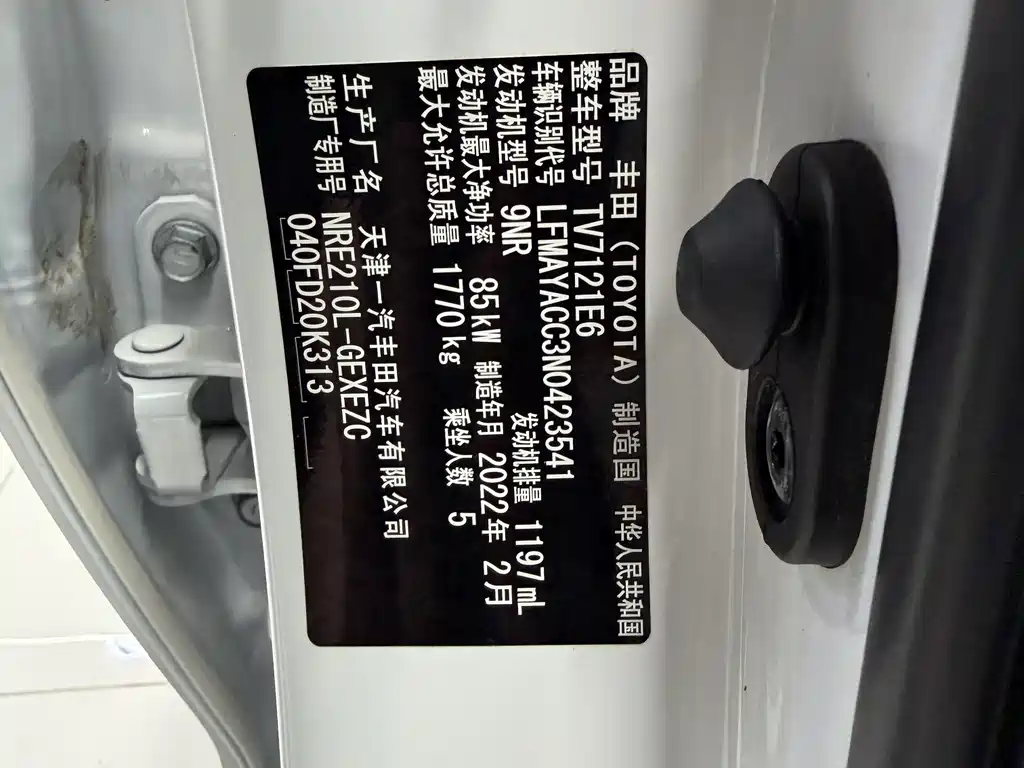 品牌 丰田（TOYOTA）制造国 中华人民共和国
整车型号 TV7121E6
车辆识别代号 LFMAYACC3N0423541
发动机型号 9NR 发动机排量 1197mL
发动机最大净功率 85kW 制造年月 2022年 2月
最大允许总质量 1770kg 乘坐人数 5
生产厂名 天津一汽丰田汽车有限公司
制造厂专用号 NRE210L-GEXEZC
040FD20K313